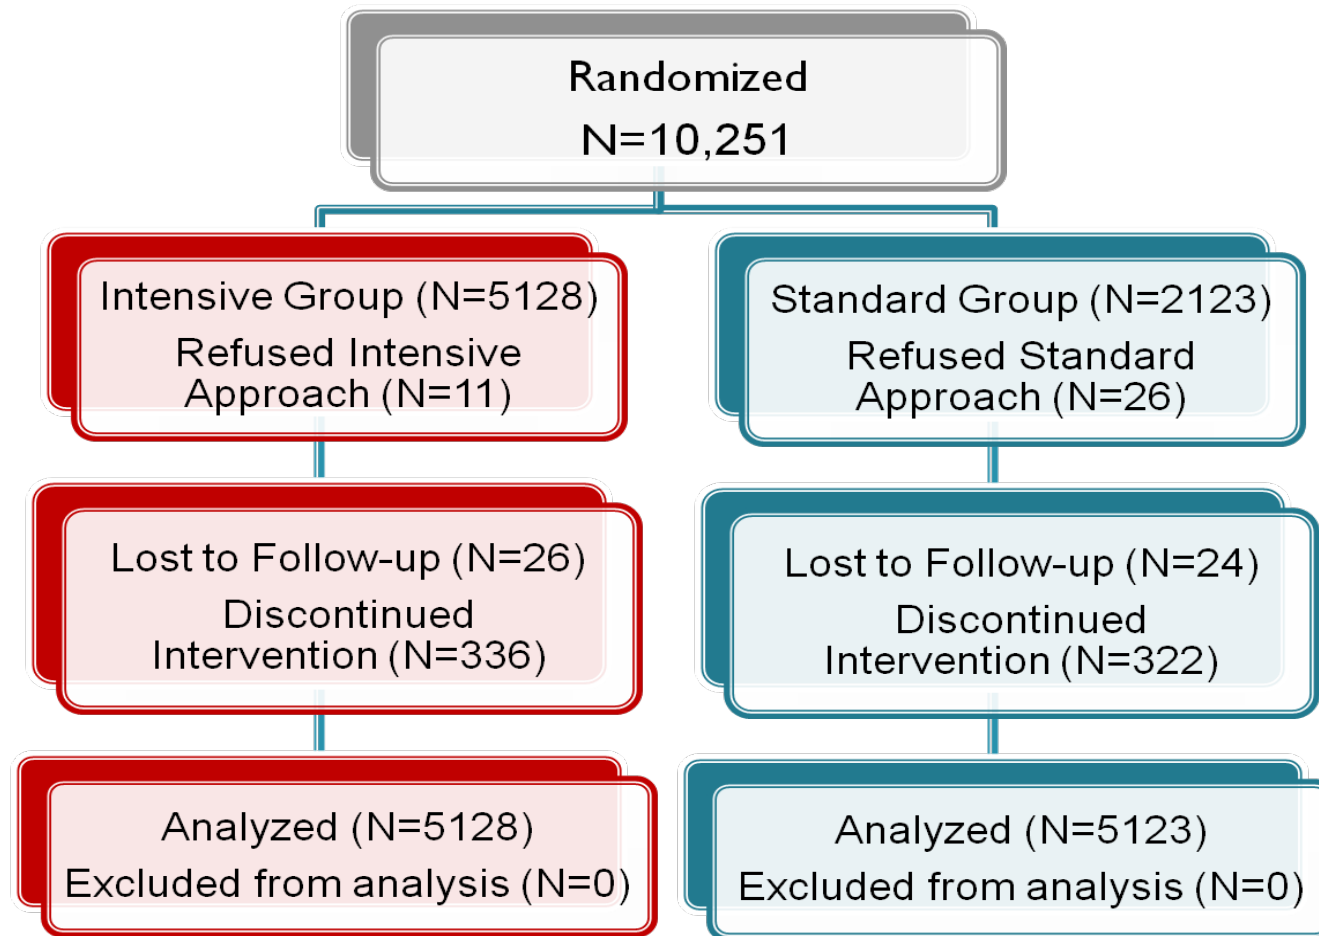 Randomized
N=10,251
Intensive Group (N=5128)
Refused Intensive
Approach (N=11)
Standard Group (N=2123)
Refused Standard
Approach (N=26)
Lost to Follow-up (N=26)
Discontinued
Intervention (N=336)
Lost to Follow-up (N=24)
Discontinued
Intervention (N=322)
Analyzed (N=5128)
Excluded from analysis (N=0)
Analyzed (N=5123)
Excluded from analysis (N=0)